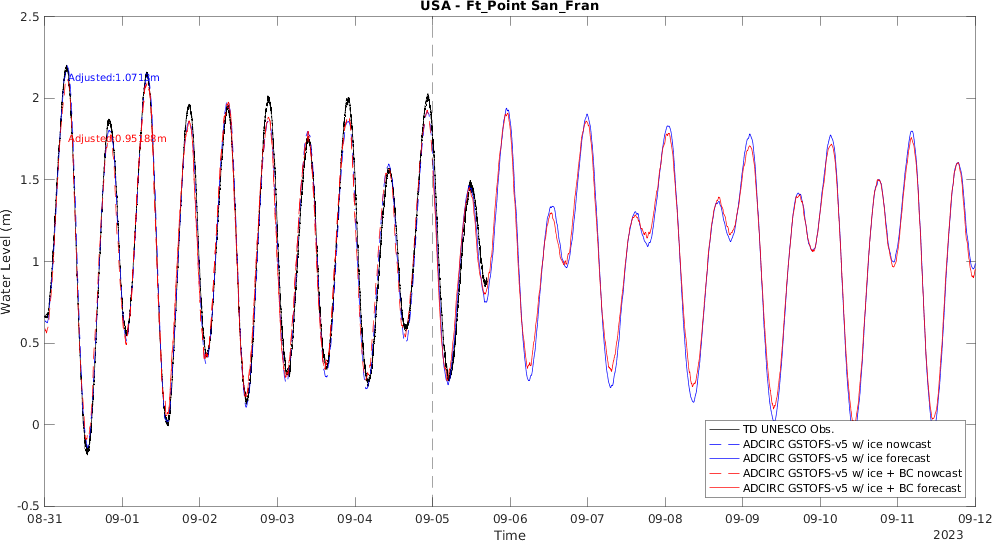 USA - Ft_Point San_Fran
2.5
2
1.5
1
0.5
0
-0.5
Water Level (m)
Adjusted:1.071
Adjusted:0.95183m
TD UNESCO Obs.
ADCIRC GSTOFS-v5 w/ ice nowcast
ADCIRC GSTOFS-v5 w/ ice forecast
ADCIRC GSTOFS-v5 w/ ice + BC nowcast
ADCIRC GSTOFS-v5 w/ ice + BC forecast
08-31 09-01 09-02 09-03 09-04 09-05 09-06 09-07 09-08 09-09 09-10 09-11 09-12
Time
2023